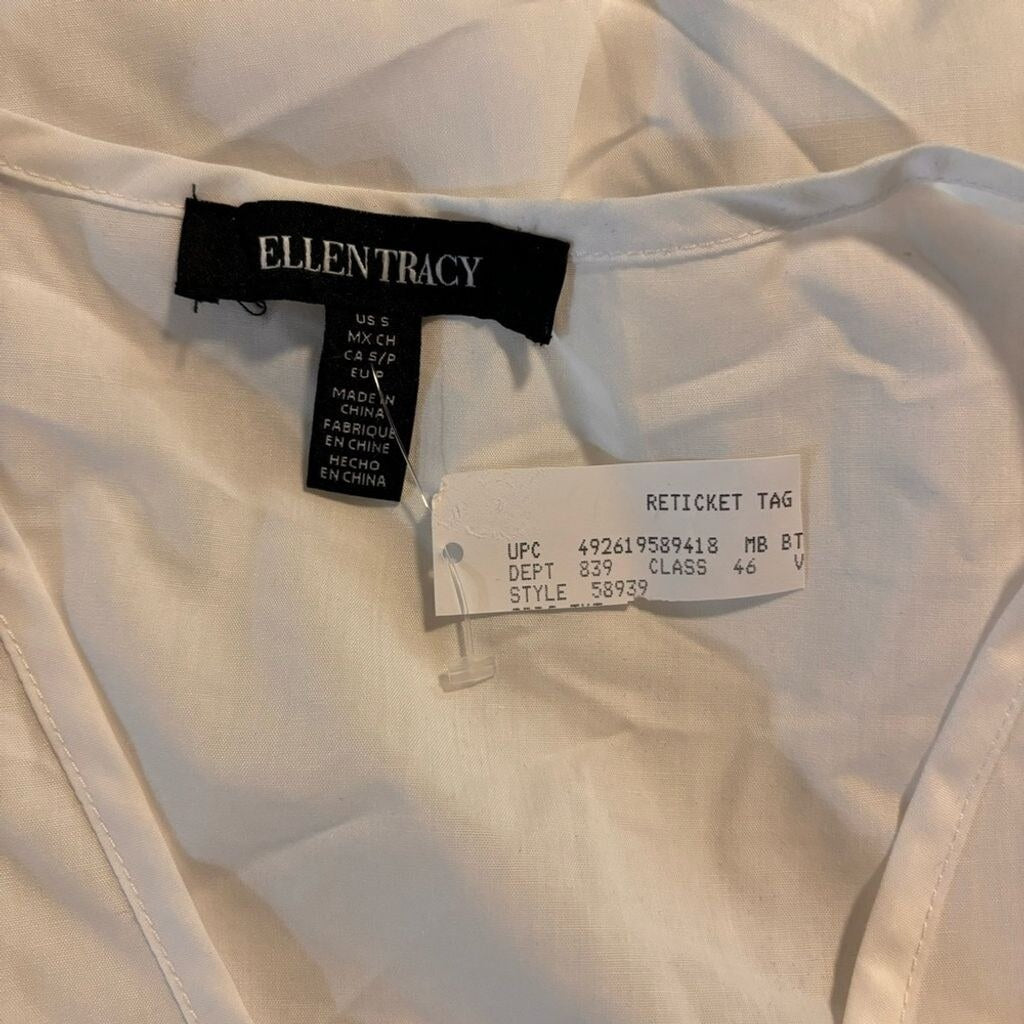 ELLEN TRACY
US S
MX CH
CA S/P
EU P
MADE IN
CHINA
FABRIQUE
EN CHINE
HECHO
EN CHINA
RETICKET TAG
UPC 492619589418 MB BT
DEPT 839 CLASS 46 V
STYLE 58939